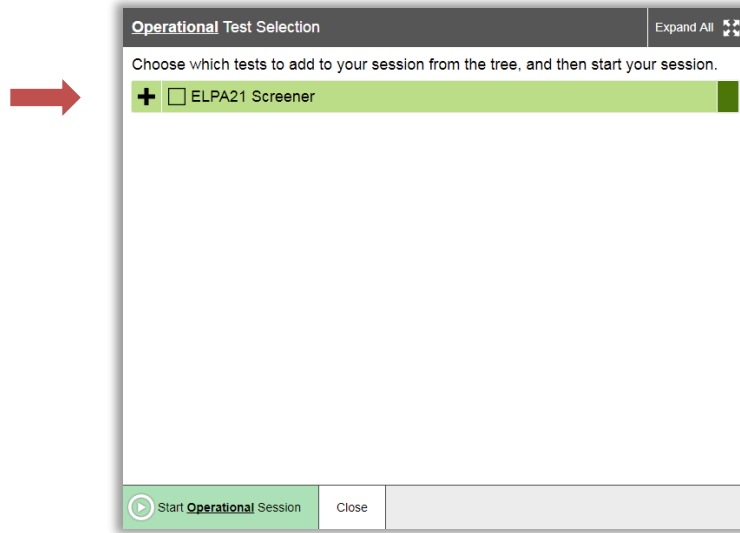 Operational Test Selection
Expand All
Choose which tests to add to your session from the tree, and then start your session.
ELPA21 Screener
Start Operational Session
Close